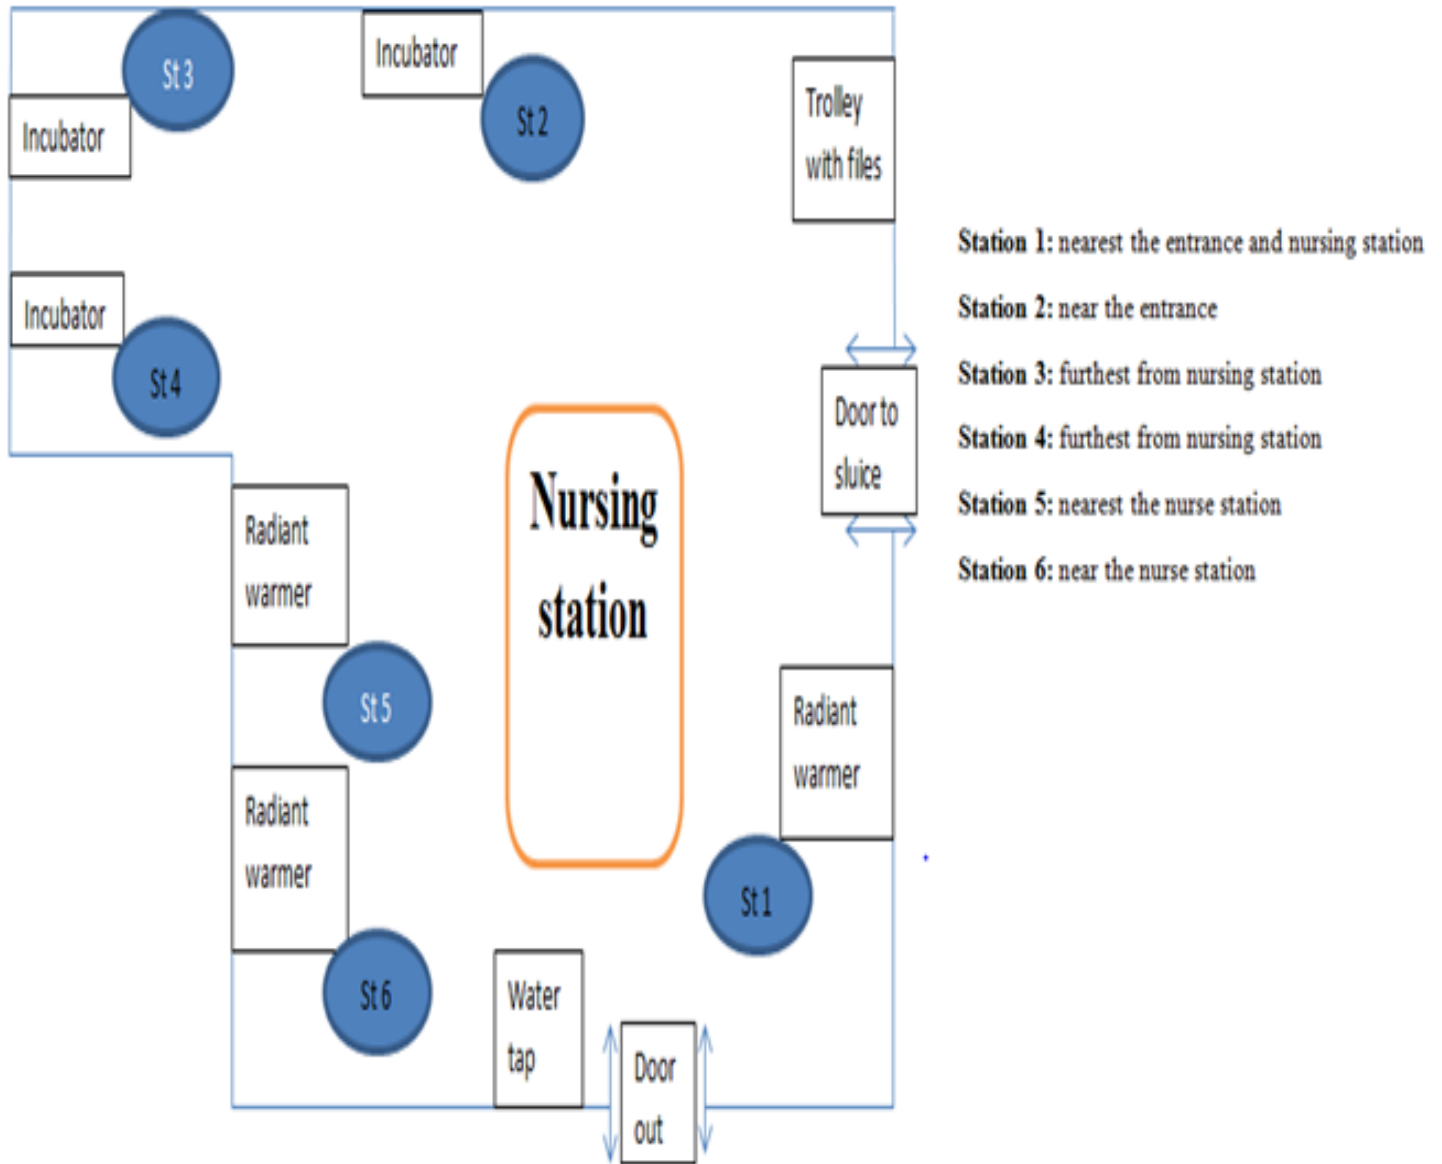 St 3
Incubator
St 2
Trolley
with files
Incubator
Incubator
St 4
Door to
sluice
Nursing
station
Radiant
warmer
St 5
Radiant
warmer
Radiant
warmer
St 1
St 6
Water
tap
Door
out
Station 1: nearest the entrance and nursing station
Station 2: near the entrance
Station 3: furthest from nursing station
Station 4: furthest from nursing station
Station 5: nearest the nurse station
Station 6: near the nurse station